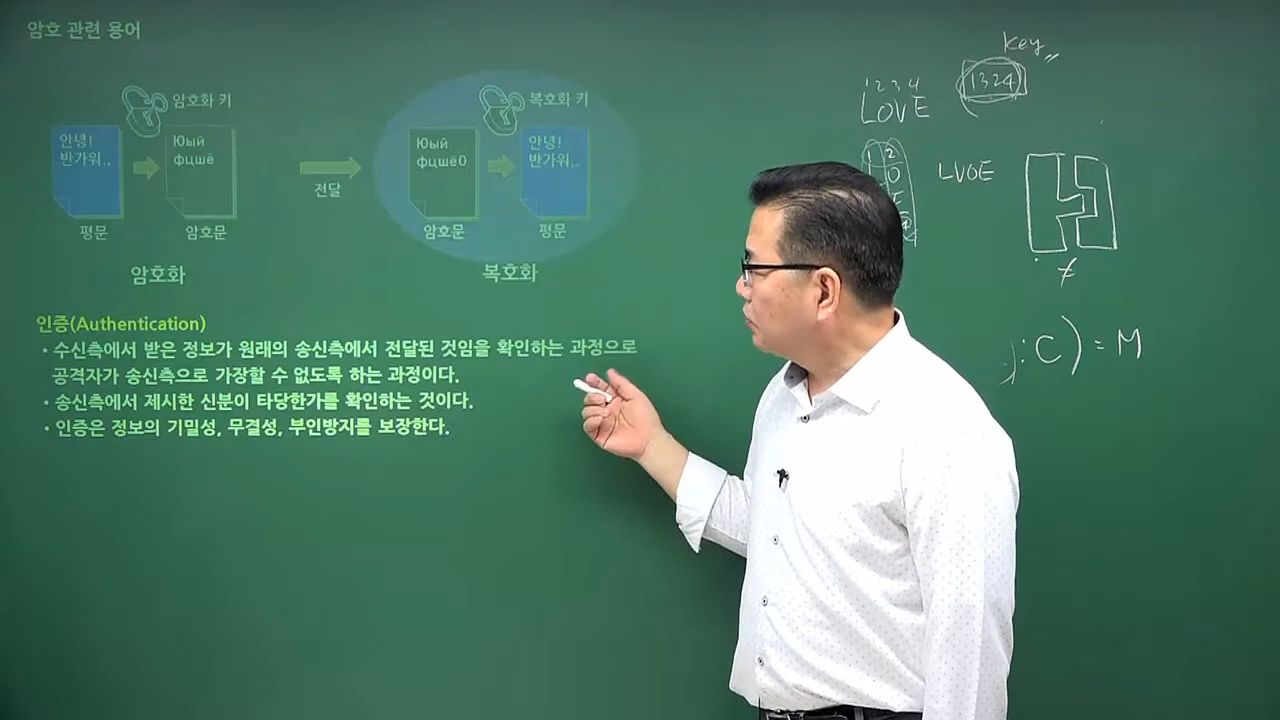 암호 관련 용어
암호화 키
안녕!
반가워..
Юый
фцшё
평문
암호문
암호화
전달
복호화 키
Юый
фцшё0
안녕!
반가워..
암호문
평문
복호화
인증(Authentication)
· 수신측에서 받은 정보가 원래의 송신측에서 전달된 것임을 확인하는 과정으로
공격자가 송신측으로 가장할 수 없도록 하는 과정이다.
· 송신측에서 제시한 신분이 타당한가를 확인하는 것이다.
· 인증은 정보의 기밀성, 무결성, 부인방지를 보장한다.
key
1324
1 2 3 4
LOVE
1 2
O
E
LVOE
≠
C) = M